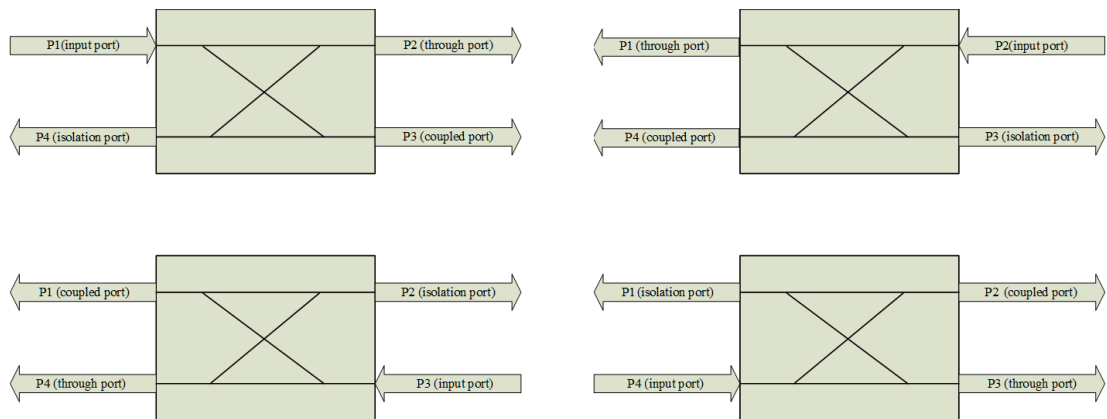 P1(input port)
P2 (through port)
P4 (isolation port)
P3 (coupled port)
P1 (through port)
P2(input port)
P4 (coupled port)
P3 (isolation port)
P1 (coupled port)
P2 (isolation port)
P4 (through port)
P3 (input port)
P1(isolation port)
P2 (coupled port)
P4 (input port)
P3 (through port)